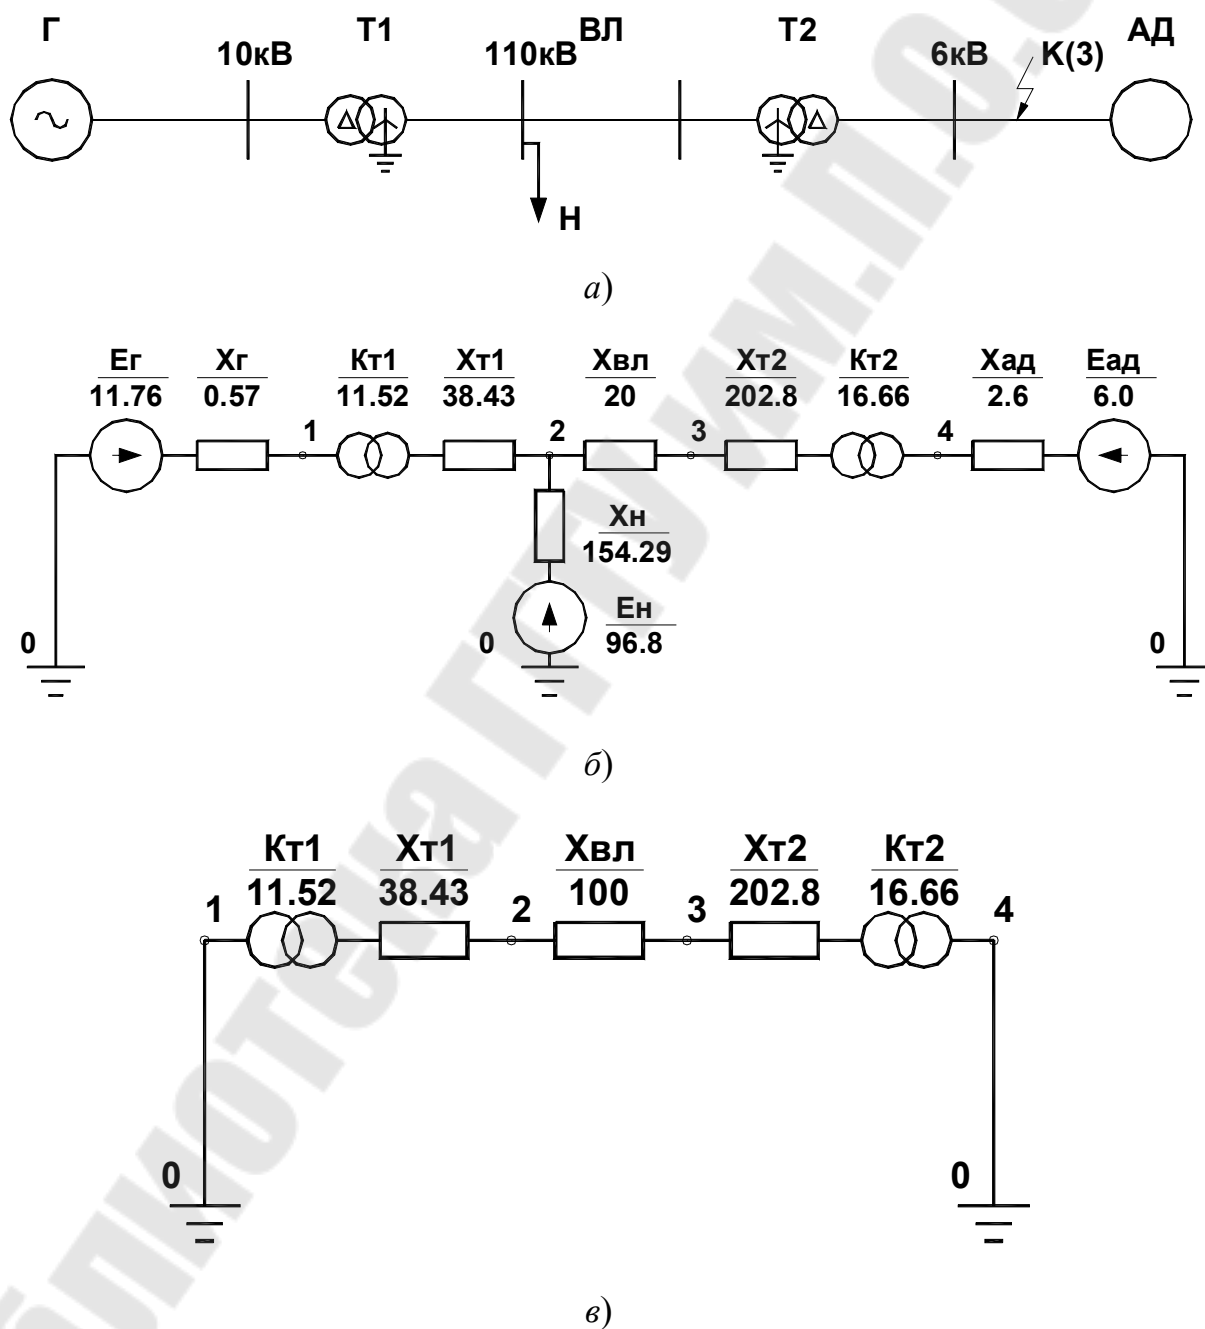 Г Т1 ВЛ Т2 АД
10кВ 110кВ 6кВ К(3)
Н
а)
Ег Хг Кт1 Хт1 Хвл Хт2 Кт2 Хад Еад
11.76 0.57 11.52 38.43 20 202.8 16.66 2.6 6.0
1 2 3 4
Хн
154.29
Ен
96.8
0 0 0
б)
Кт1 Хт1 Хвл Хт2 Кт2
11.52 38.43 100 202.8 16.66
1 2 3 4
0 0
в)